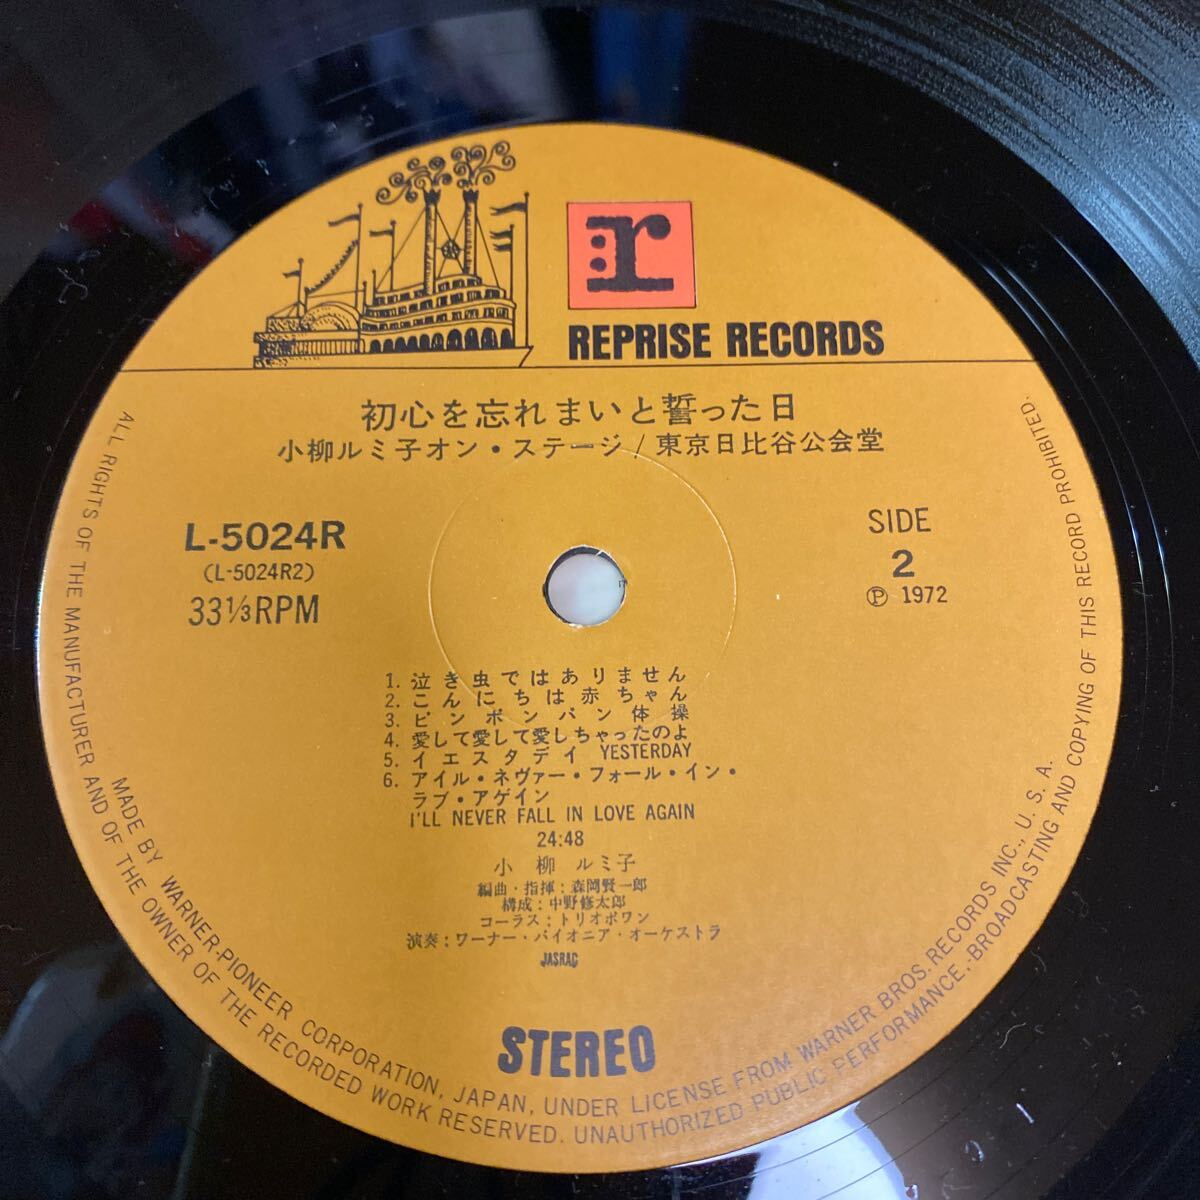 r
REPRISE RECORDS
初心を忘れまいと誓った日
小柳ルミ子オン・ステージ/東京日比谷公会堂
L-5024R
(L-5024R2)
33⅓RPM
SIDE
2
Ⓟ 1972
1. 泣き虫ではありません
2. こんにちは赤ちゃん
3. ピンポンパン体操
4. 愛して愛して愛しちゃったのよ
5. イエスタデイ YESTERDAY
6. アイル・ネヴァー・フォール・イン・
ラブ・アゲイン
I'LL NEVER FALL IN LOVE AGAIN
24:48
小柳ルミ子
編曲・指揮：森岡賢一郎
構成：中野修太郎
コーラス：トリオボワン
演奏：ワーナー・パイオニア・オーケストラ
JASRAC
STEREO
ALL RIGHTS OF THE MANUFACTURER AND OF THE OWNER OF THE RECORDED WORK RESERVED. UNAUTHORIZED PUBLIC PERFORMANCE, BROADCASTING AND COPYING OF THIS RECORD PROHIBITED.
MADE BY WARNER-PIONEER CORPORATION, JAPAN, UNDER LICENSE FROM WARNER BROS. RECORDS INC., U.S.A.